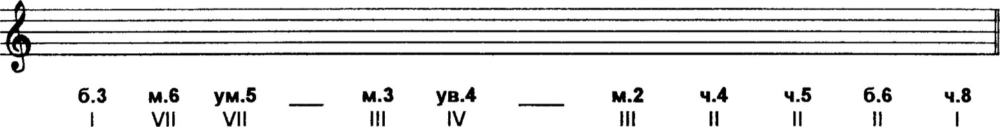 б.3 м.6 ум.5 ___ м.3 ув.4 ___ м.2 ч.4 ч.5 б.6 ч.8
I VII VII III IV III II II II I